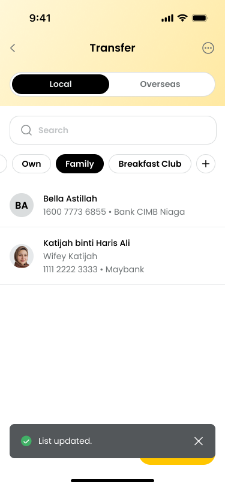 9:41
Transfer
Local Overseas
Search
Own Family Breakfast Club +
BA
Bella Astillah
1600 7773 6855 • Bank CIMB Niaga
Katijah binti Haris Ali
Wifey Katijah
1111 2222 3333 • Maybank
List updated.